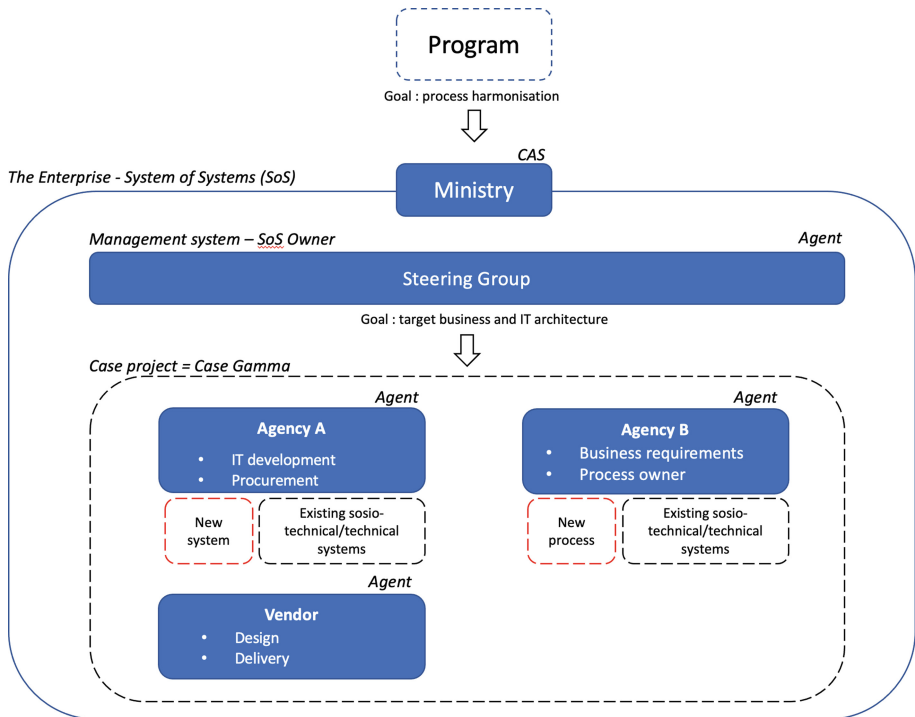 Program
Goal : process harmonisation
CAS
The Enterprise - System of Systems (SoS)
Ministry
Management system – SoS Owner
Agent
Steering Group
Goal : target business and IT architecture
Case project = Case Gamma
Agent
Agency A
• IT development
• Procurement
New
system
Existing sosio-
technical/technical
systems
Agent
Agency B
• Business requirements
• Process owner
New
process
Existing sosio-
technical/technical
systems
Agent
Vendor
• Design
• Delivery